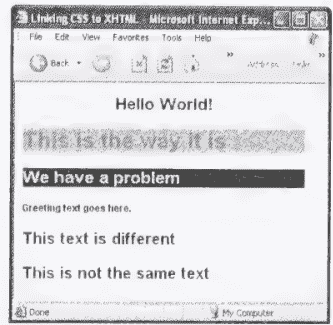 Linking CSS to XHTML - Microsoft Internet Exp...
File Edit View Favorites Tools Help
Back
Hello World!
This is the way it is
We have a problem
Greeting text goes here.
This text is different
This is not the same text
Done My Computer